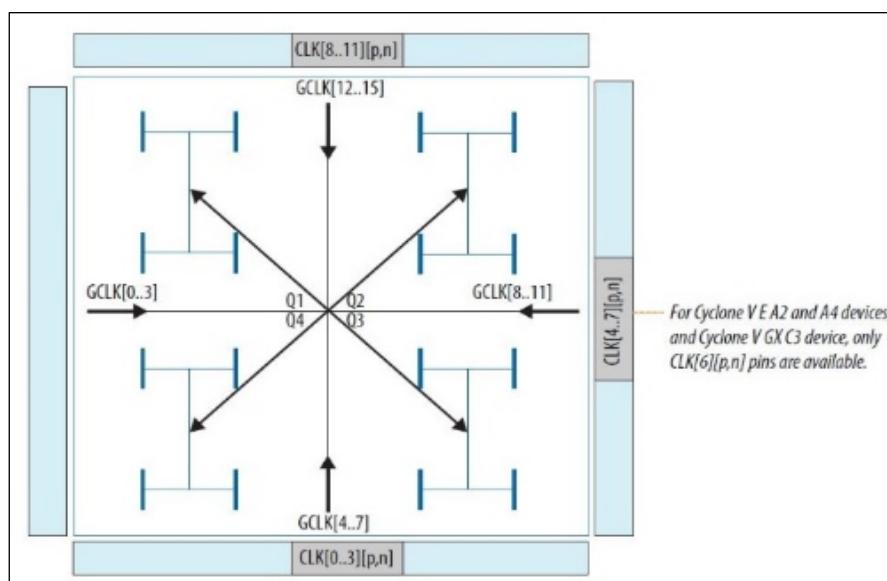 CLK[8..11][p,n]
GCLK[12..15]
GCLK[0..3]
Q1 Q2
GCLK[8..11]
Q4 Q3
CLK[4..7][p,n]
For Cyclone V E A2 and A4 devices
and Cyclone V GX C3 device, only
CLK[6][p,n] pins are available.
GCLK[4..7]
CLK[0..3][p,n]